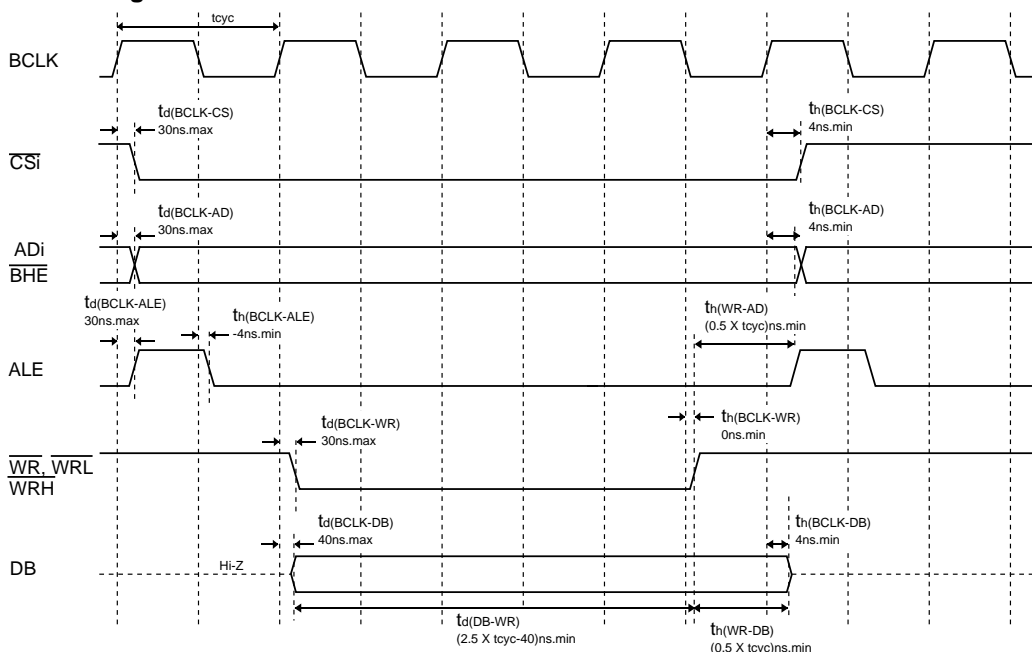 tcyc
BCLK
td(BCLK-CS)
30ns.max
th(BCLK-CS)
4ns.min
CSi
td(BCLK-AD)
30ns.max
th(BCLK-AD)
4ns.min
ADi
BHE
td(BCLK-ALE)
30ns.max
th(BCLK-ALE)
-4ns.min
th(WR-AD)
(0.5 X tcyc)ns.min
ALE
td(BCLK-WR)
30ns.max
th(BCLK-WR)
0ns.min
WR, WRL
WRH
td(BCLK-DB)
40ns.max
th(BCLK-DB)
4ns.min
DB
Hi-Z
td(DB-WR)
(2.5 X tcyc-40)ns.min
th(WR-DB)
(0.5 X tcyc)ns.min